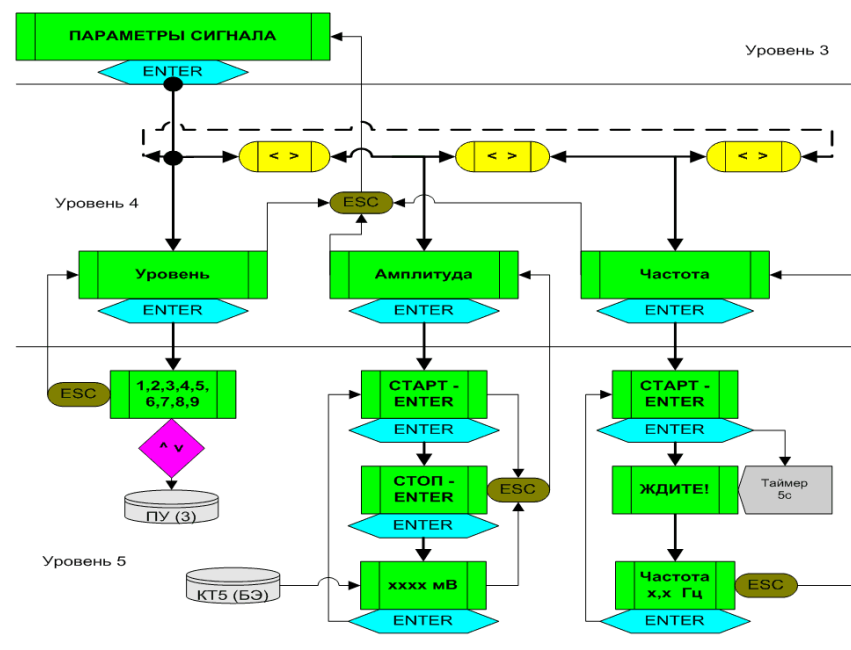 ПАРАМЕТРЫ СИГНАЛА
ENTER
Уровень 3
< >
< >
< >
Уровень 4
ESC
Уровень
Амплитуда
Частота
ENTER
ENTER
ENTER
ESC
1,2,3,4,5,
6,7,8,9
СТАРТ -
ENTER
СТАРТ -
ENTER
ENTER
ENTER
^ v
СТОП -
ENTER
ESC
ЖДИТЕ!
Таймер
5с
ПУ (3)
ENTER
Уровень 5
КТ5 (БЭ)
xxxx мВ
Частота
x,x Гц
ESC
ENTER
ENTER